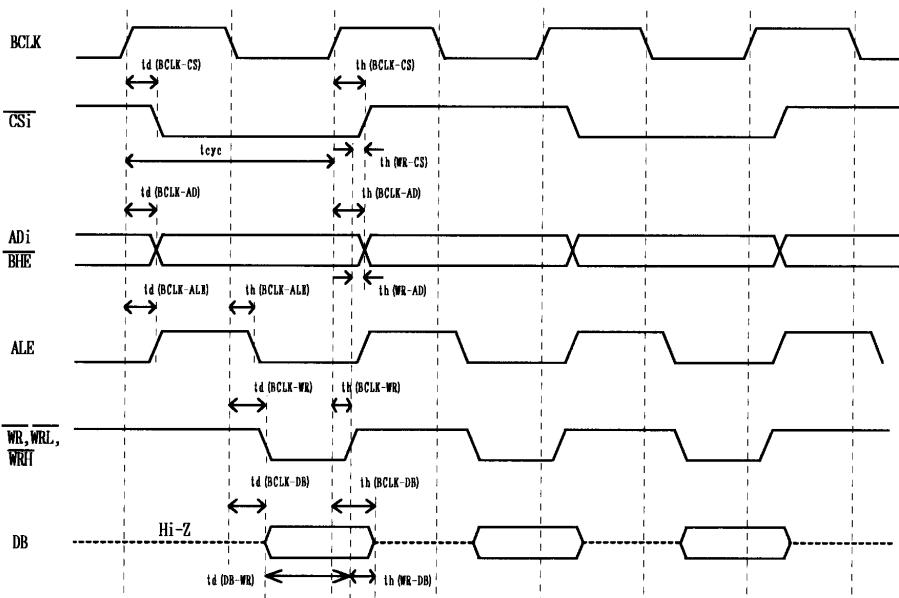 BCLK
td (BCLK-CS)
th (BCLK-CS)
CSi
tcyc
th (WR-CS)
td (BCLK-AD)
th (BCLK-AD)
ADi
BHE
th (WR-AD)
td (BCLK-ALE)
th (BCLK-ALE)
ALE
td (BCLK-WR)
th (BCLK-WR)
WR, WRL,
WRH
td (BCLK-DB)
th (BCLK-DB)
Hi-Z
DB
td (DB-WR)
th (WR-DB)